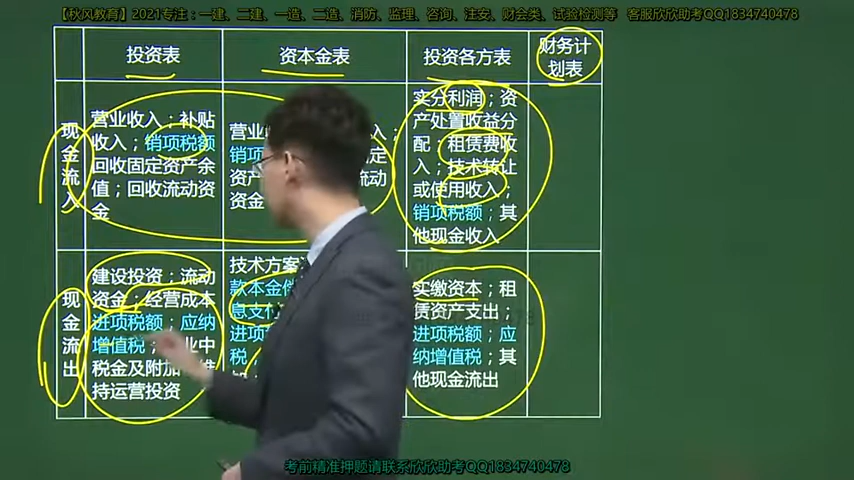 【秋风教育】2021专注：一建、二建、一造、二造、消防、监理、咨询、注安、财会类、试验检测等 客服欣欣助考QQ1834740478
投资表
资本金表
投资各方表
财务计
划表
现
金
流
入
营业收入；补贴
收入；销项税额
回收固定资产余
值；回收流动资
金
营业
销项
资产
流动
资金
实分利润；资
产处置收益分
配；租赁费收
入；技术转让
或使用收入；
销项税额；其
他现金收入
现
金
流
出
建设投资；流动
资金；经营成本
进项税额；应纳
增值税；业中
税金及附加
持运营投资
技术方案
款本金
息支付
进项
税；
实缴资本；租
赁资产支出；
进项税额；应
纳增值税；其
他现金流出
考前精准押题请联系欣欣助考QQ1834740478